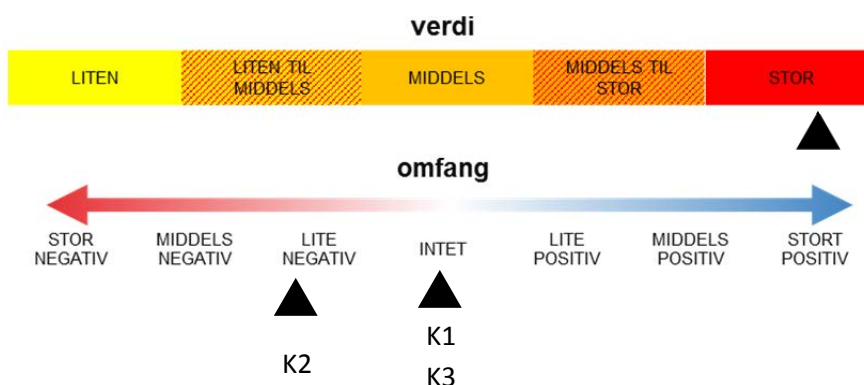 verdi
LITEN
LITEN TIL
MIDDELS
MIDDELS
MIDDELS TIL
STOR
STOR
omfang
STOR
NEGATIV
MIDDELS
NEGATIV
LITE
NEGATIV
INTET
LITE
POSITIV
MIDDELS
POSITIV
STORT
POSITIV
K2
K1
K3